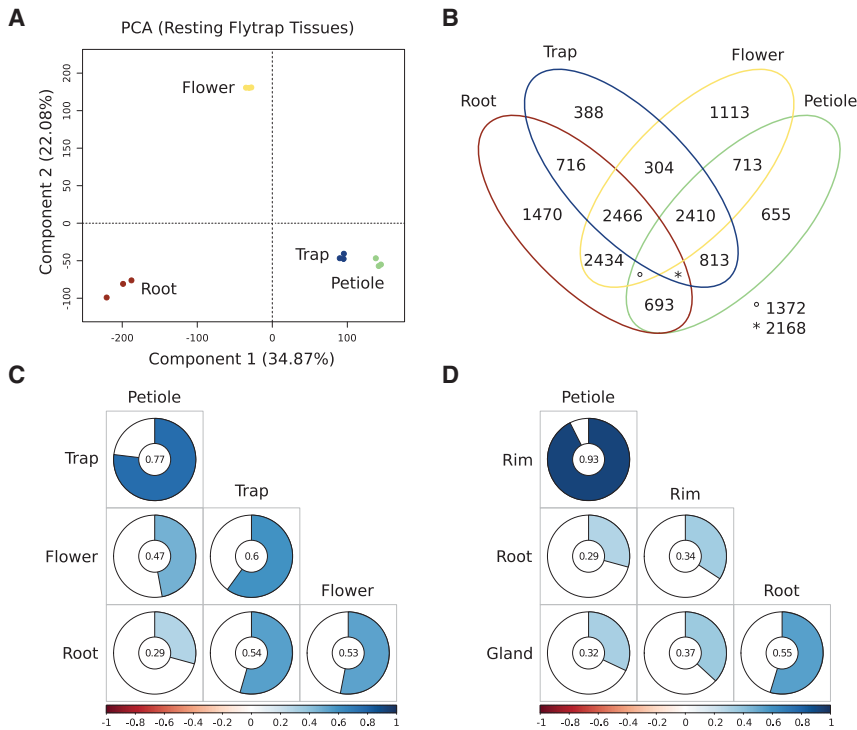 A
PCA (Resting Flytrap Tissues)
Component 2 (22.08%)
200
100
150
50
0
-50
-100
Flower
Trap
Petiole
Root
-200
-100
0
100
Component 1 (34.87%)
B
Trap
Flower
Root
Petiole
388
1113
716
304
713
1470
2466
2410
655
2434
813
° *
693
° 1372
* 2168
C
Petiole
Trap
0.77
Trap
Flower
0.47
0.6
Flower
Root
0.29
0.54
0.53
-1 -0.8 -0.6 -0.4 -0.2 0 0.2 0.4 0.6 0.8 1
D
Petiole
Rim
0.93
Rim
Root
0.29
0.34
Root
Gland
0.32
0.37
0.55
-1 -0.8 -0.6 -0.4 -0.2 0 0.2 0.4 0.6 0.8 1